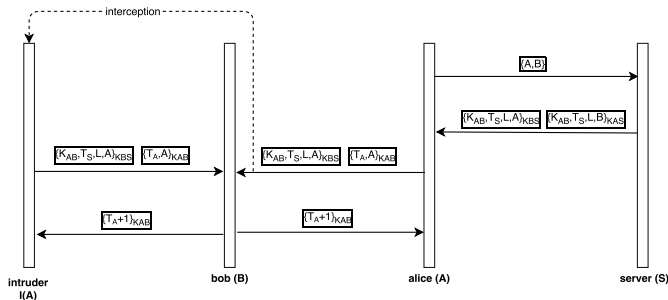 interception
{A,B}
{K_AB,T_S,L,A}_KBS {K_AB,T_S,L,B}_KAS
{K_AB,T_S,L,A}_KBS {T_A,A}_KAB {K_AB,T_S,L,A}_KBS {T_A,A}_KAB
{T_A+1}_KAB {T_A+1}_KAB
intruder bob (B) alice (A) server (S)
I(A)